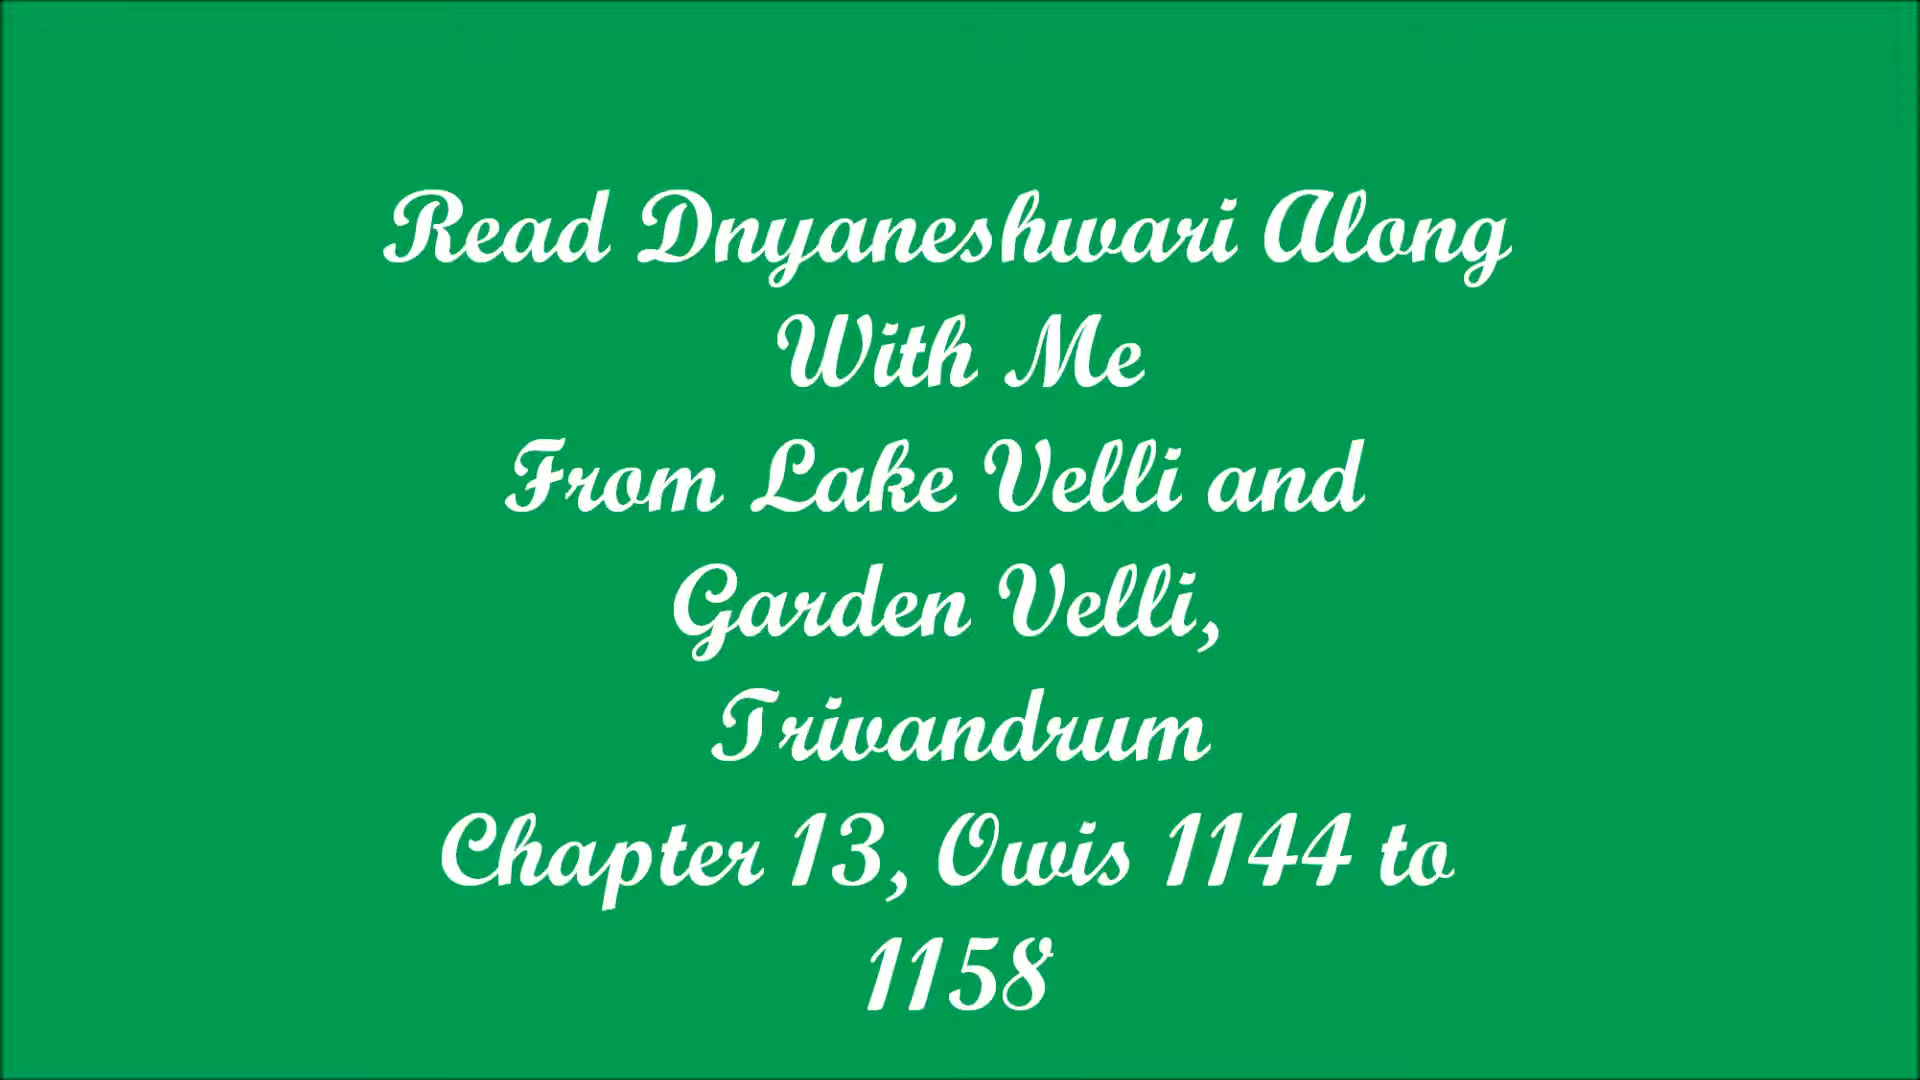 Read Dnyaneshwari Along
With Me
From Lake Velli and
Garden Velli,
Trivandrum
Chapter 13, Owis 1144 to
1158